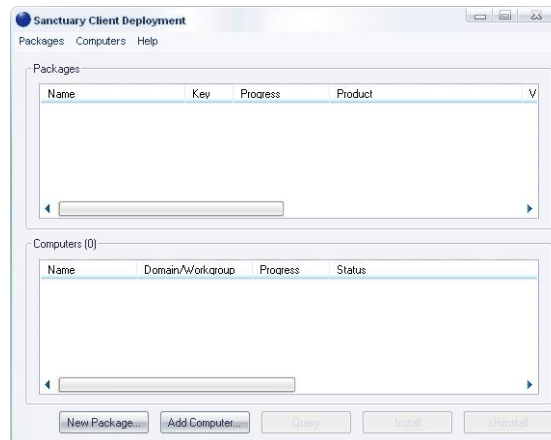 Sanctuary Client Deployment
Packages Computers Help
Packages
Name Key Progress Product V
Computers (0)
Name Domain/Workgroup Progress Status
New Package... Add Computer... Query Install Uninstall